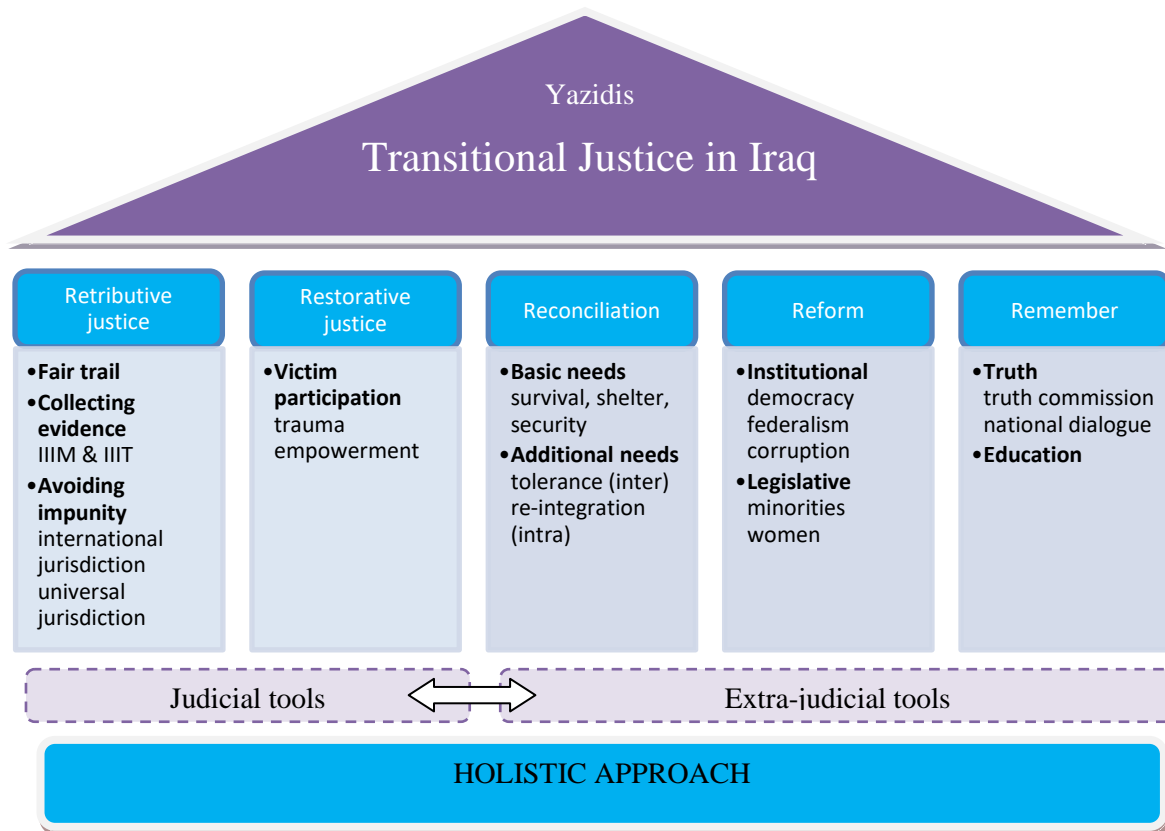 Yazidis
Transitional Justice in Iraq
Retributive
justice
•Fair trail
•Collecting
evidence
IIIM & IIIT
•Avoiding
impunity
international
jurisdiction
universal
jurisdiction
Restorative
justice
•Victim
participation
trauma
empowerment
Reconciliation
•Basic needs
survival, shelter,
security
•Additional needs
tolerance (inter)
re-integration
(intra)
Reform
•Institutional
democracy
federalism
corruption
•Legislative
minorities
women
Remember
•Truth
truth commission
national dialogue
•Education
Judicial tools
Extra-judicial tools
HOLISTIC APPROACH